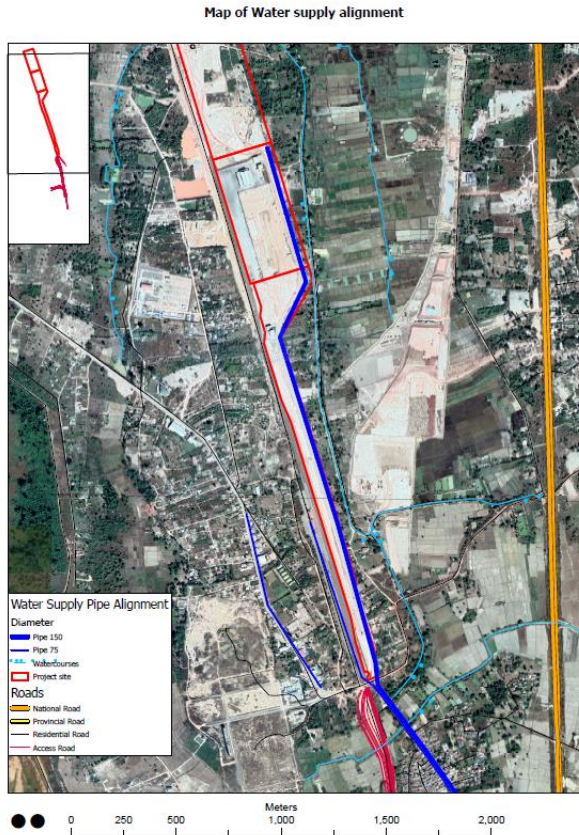 Map of Water supply alignment
Water Supply Pipe Alignment
Diameter
Pipe 150
Pipe 75
Watercourses
Project site
Roads
National Road
Provincial Road
Residential Road
Access Road
Meters
0 250 500 1,000 1,500 2,000